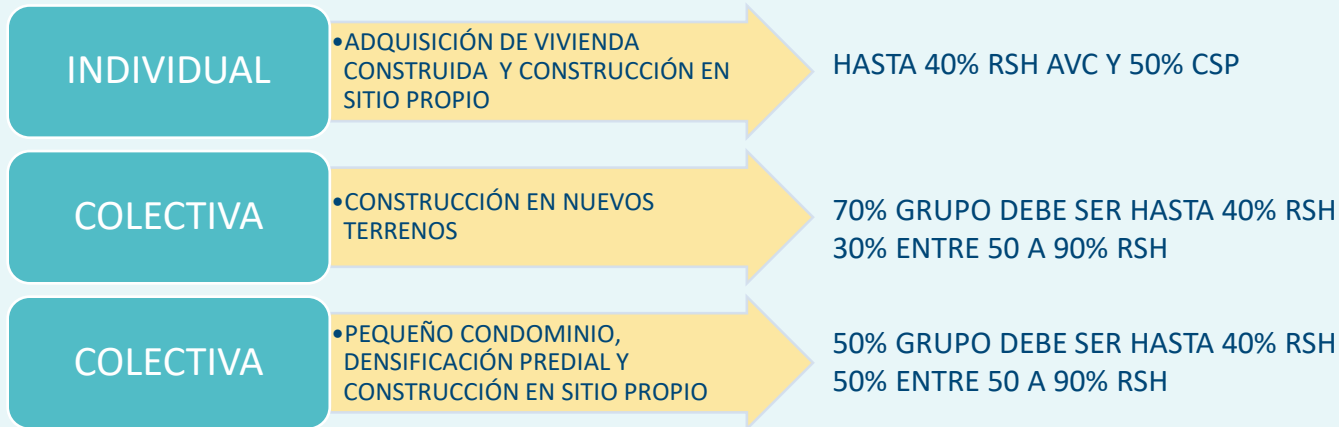 INDIVIDUAL
•ADQUISICIÓN DE VIVIENDA
CONSTRUIDA Y CONSTRUCCIÓN EN
SITIO PROPIO
HASTA 40% RSH AVC Y 50% CSP
COLECTIVA
•CONSTRUCCIÓN EN NUEVOS
TERRENOS
70% GRUPO DEBE SER HASTA 40% RSH
30% ENTRE 50 A 90% RSH
COLECTIVA
•PEQUEÑO CONDOMINIO,
DENSIFICACIÓN PREDIAL Y
CONSTRUCCIÓN EN SITIO PROPIO
50% GRUPO DEBE SER HASTA 40% RSH
50% ENTRE 50 A 90% RSH